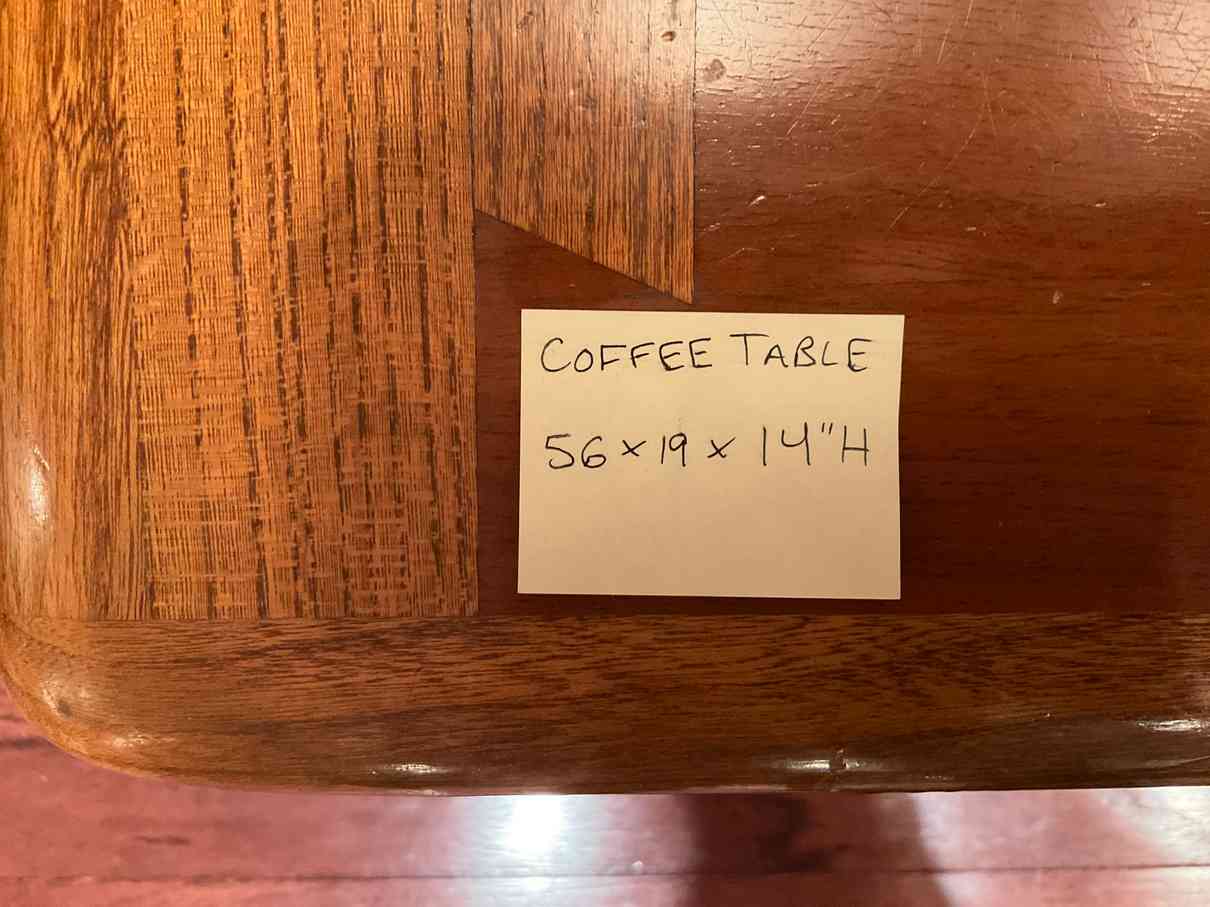 COFFEE TABLE
56 x 19 x 14"H